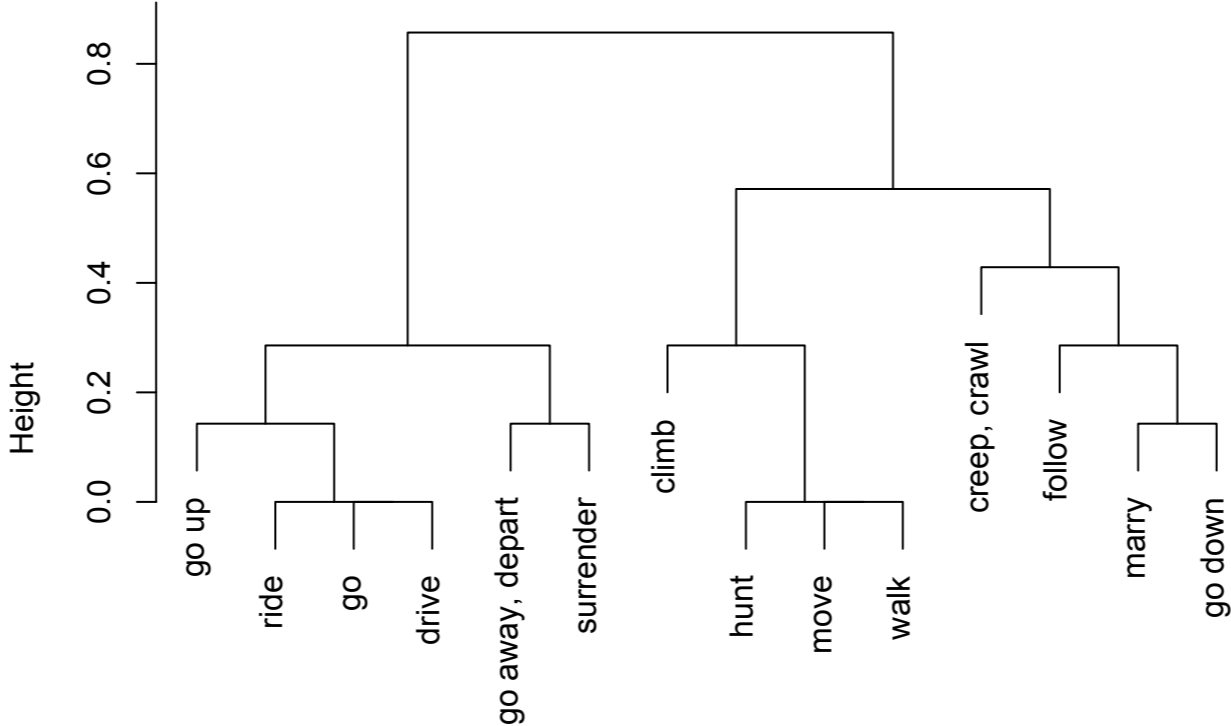 Height
0.8
0.6
0.4
0.2
0.0
go up
ride
go
drive
go away, depart
surrender
climb
hunt
move
walk
creep, crawl
follow
marry
go down